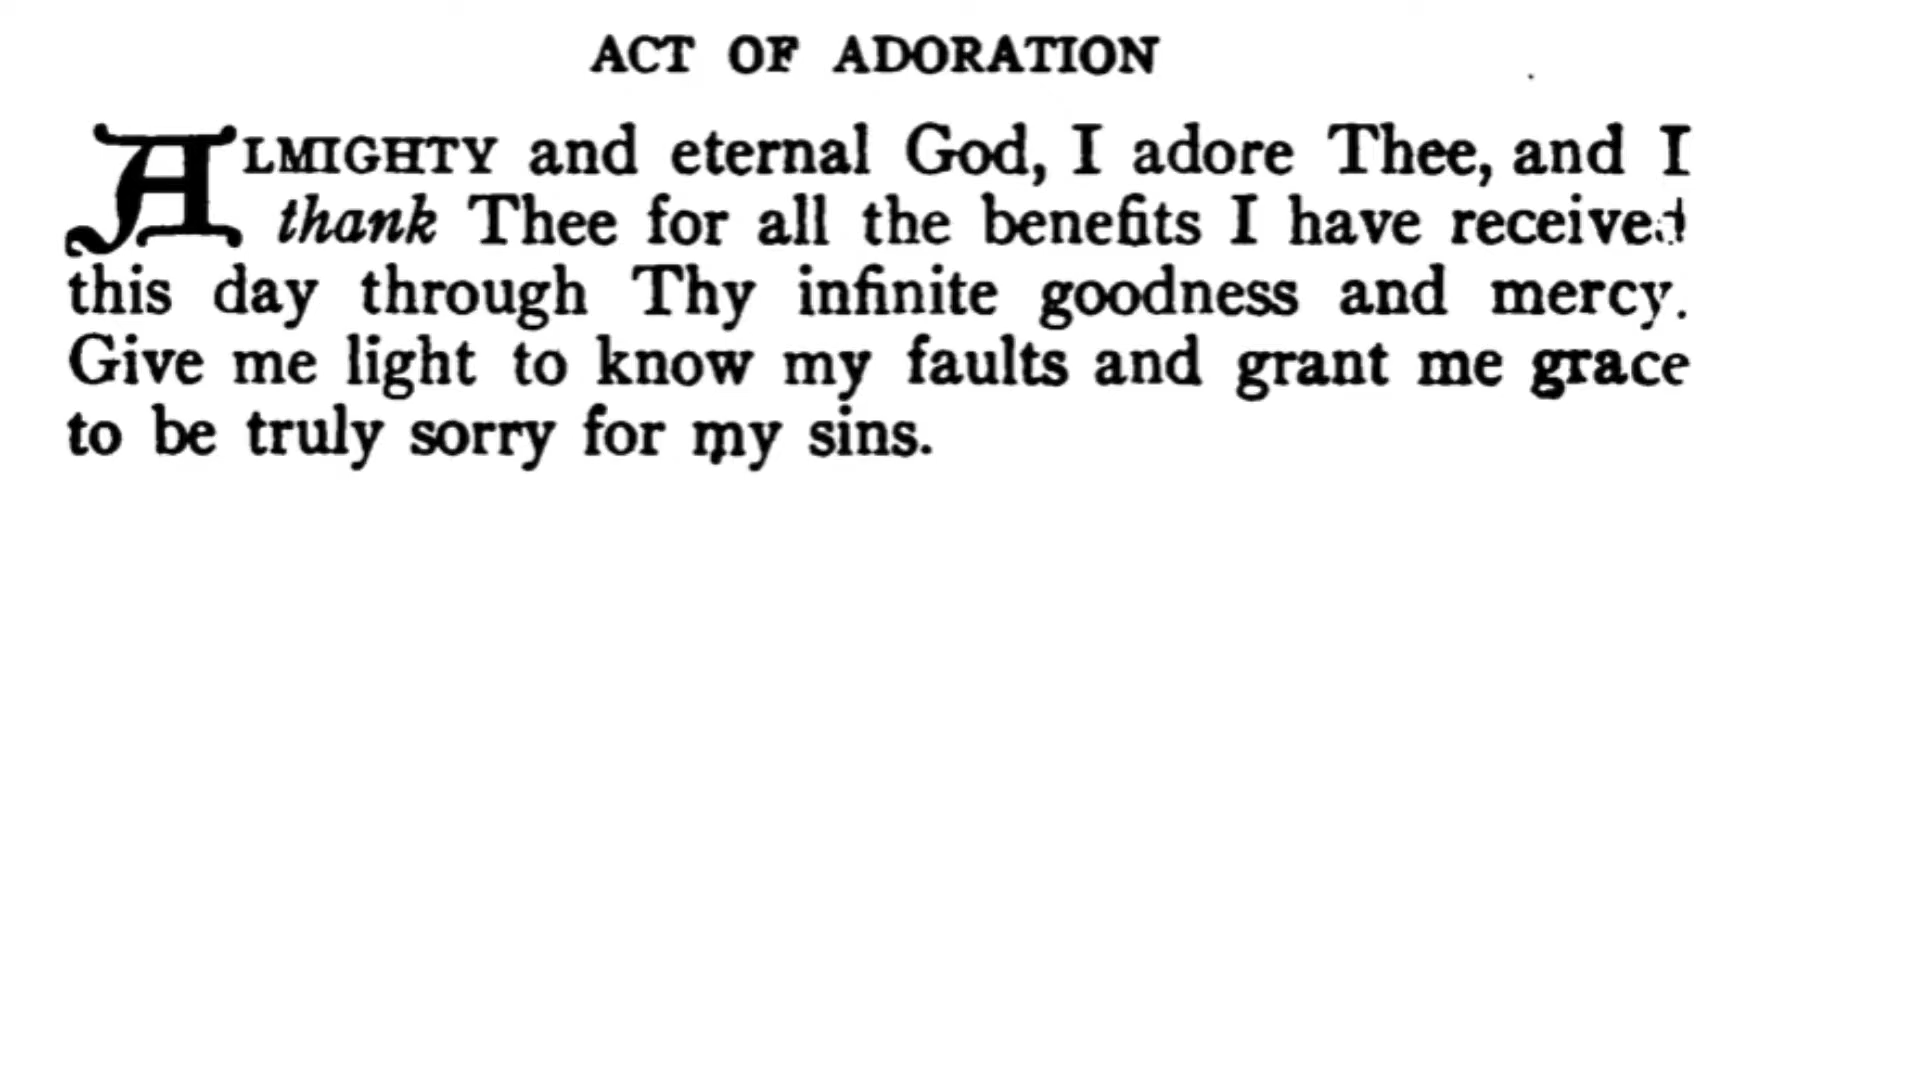 ACT OF ADORATION
ALMIGHTY and eternal God, I adore Thee, and I
thank Thee for all the benefits I have received
this day through Thy infinite goodness and mercy.
Give me light to know my faults and grant me grace
to be truly sorry for my sins.